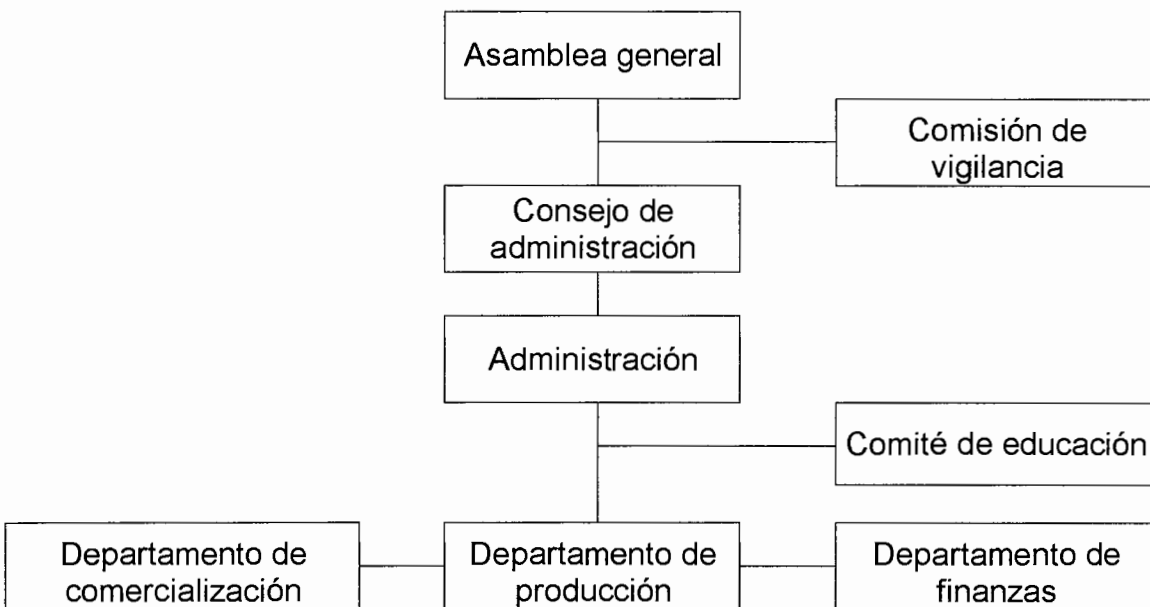 Asamblea general
Comisión de
vigilancia
Consejo de
administración
Administración
Comité de educación
Departamento de
comercialización
Departamento de
producción
Departamento de
finanzas